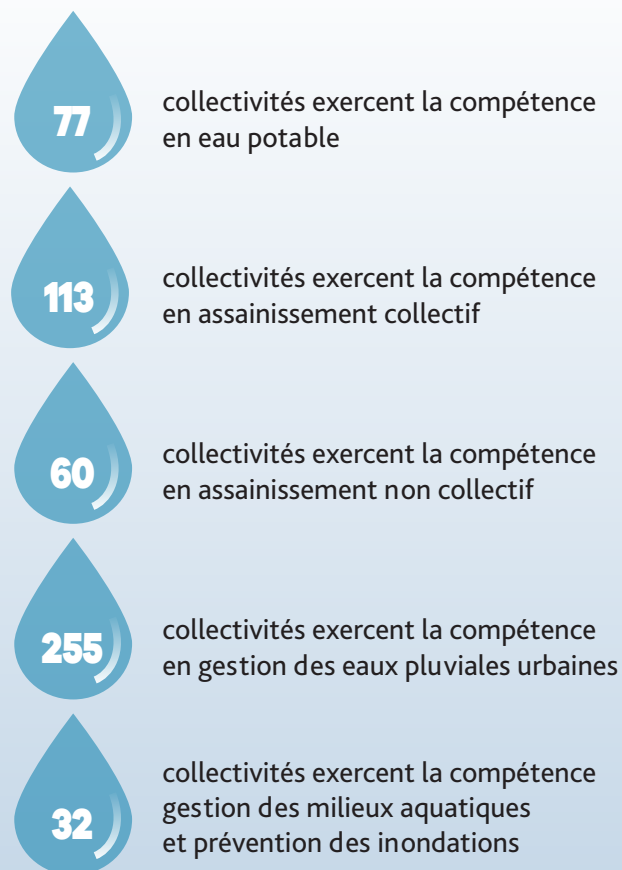 77
collectivités exercent la compétence
en eau potable
113
collectivités exercent la compétence
en assainissement collectif
60
collectivités exercent la compétence
en assainissement non collectif
255
collectivités exercent la compétence
en gestion des eaux pluviales urbaines
32
collectivités exercent la compétence
gestion des milieux aquatiques
et prévention des inondations